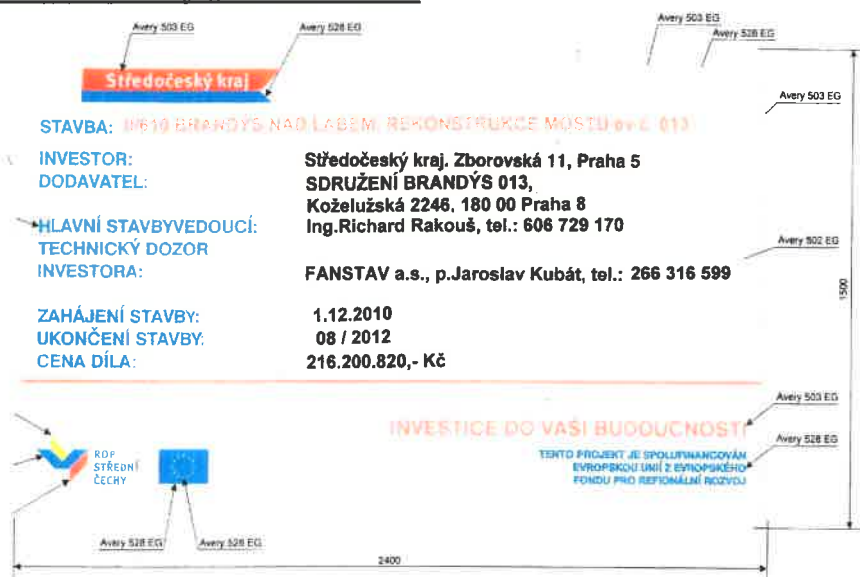 Avery 503 EG
Avery 528 EG
Avery 503 EG
Avery 528 EG
Středočeský kraj
Avery 503 EG
STAVBA: II/610 BRANDÝS NAD LABEM, REKONSTRUKCE MOSTU ev.č. 013
INVESTOR: Středočeský kraj. Zborovská 11, Praha 5
DODAVATEL: SDRUŽENÍ BRANDÝS 013,
Koželužská 2246, 180 00 Praha 8
HLAVNÍ STAVBYVEDOUCÍ: Ing.Richard Rakouš, tel.: 606 729 170
TECHNICKÝ DOZOR
Avery 502 EG
INVESTORA: FANSTAV a.s., p.Jaroslav Kubát, tel.: 266 316 599
1500
ZAHÁJENÍ STAVBY: 1.12.2010
UKONČENÍ STAVBY: 08 / 2012
CENA DÍLA: 216.200.820,- Kč
Avery 503 EG
INVESTICE DO VAŠÍ BUDOUCNOSTI
Avery 528 EG
ROP
STŘEDNÍ
ČECHY
TENTO PROJEKT JE SPOLUFINANCOVÁN
EVROPSKOU UNIÍ Z EVROPSKÉHO
FONDU PRO REGIONÁLNÍ ROZVOJ
Avery 528 EG
Avery 528 EG
2400